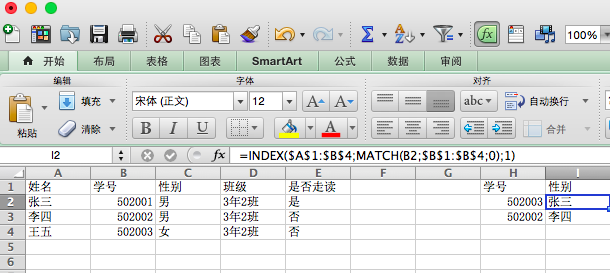 100%
开始 布局 表格 图表 SmartArt 公式 数据 审阅
编辑 字体 对齐
粘贴 填充 宋体 (正文) 12 A A abc 自动换行
清除 B I U A 合并
I2 fx =INDEX($A$1:$B$4;MATCH(B2;$B$1:$B$4;0);1)
A B C D E F G H I
1 姓名 学号 性别 班级 是否走读 学号 性别
2 张三 502001 男 3年2班 是 502003 张三
3 李四 502002 男 3年2班 否 502002 李四
4 王五 502003 女 3年2班 否
5
6